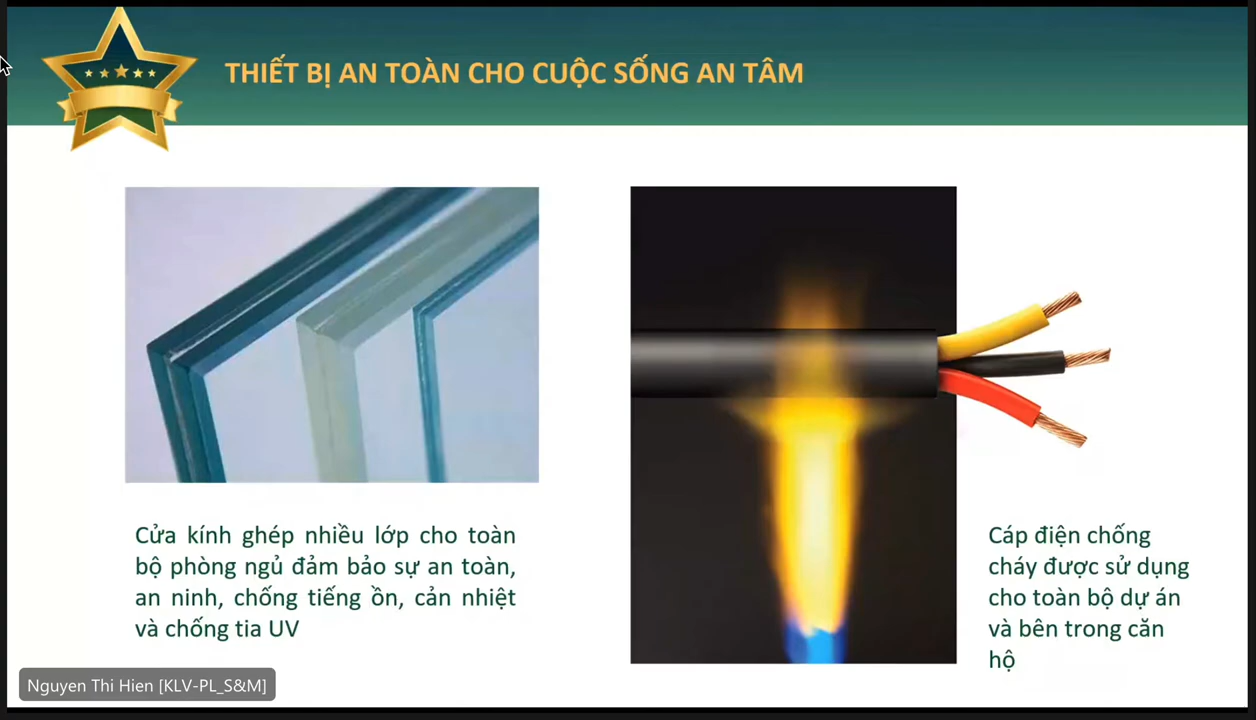 THIẾT BỊ AN TOÀN CHO CUỘC SỐNG AN TÂM
Cửa kính ghép nhiều lớp cho toàn
bộ phòng ngủ đảm bảo sự an toàn,
an ninh, chống tiếng ồn, cản nhiệt
và chống tia UV
Cáp điện chống
cháy được sử dụng
cho toàn bộ dự án
và bên trong căn
hộ
Nguyen Thi Hien [KLV-PL_S&M]